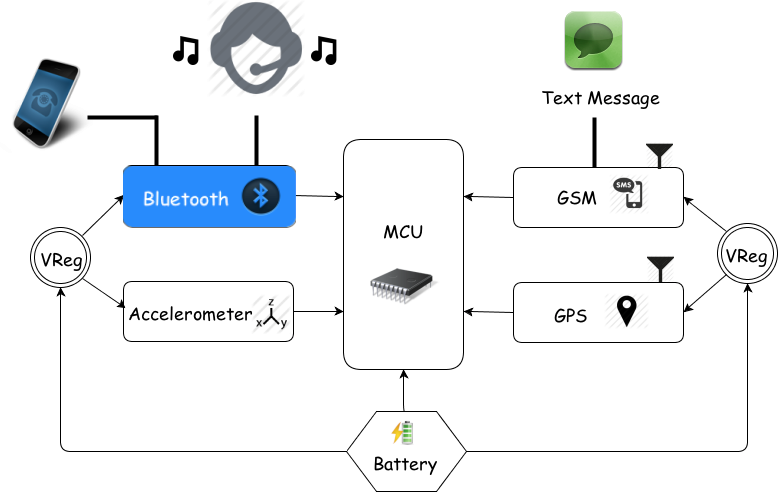 Text Message
Bluetooth
GSM
SMS
MCU
VReg
VReg
Accelerometer
z
x y
GPS
Battery